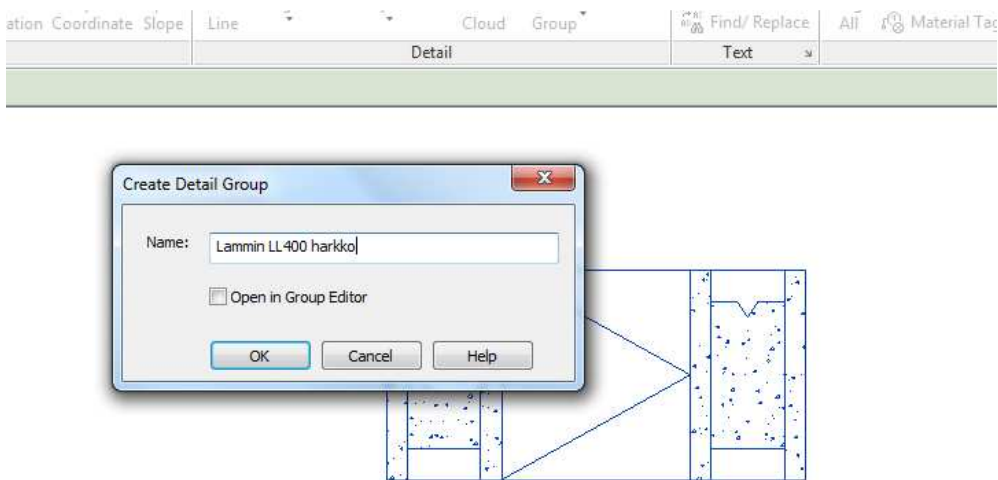 ation Coordinate Slope Line Cloud Group Find/ Replace All Material Tag
Detail Text
Create Detail Group
Name: Lammin LL400 harkko
Open in Group Editor
OK Cancel Help